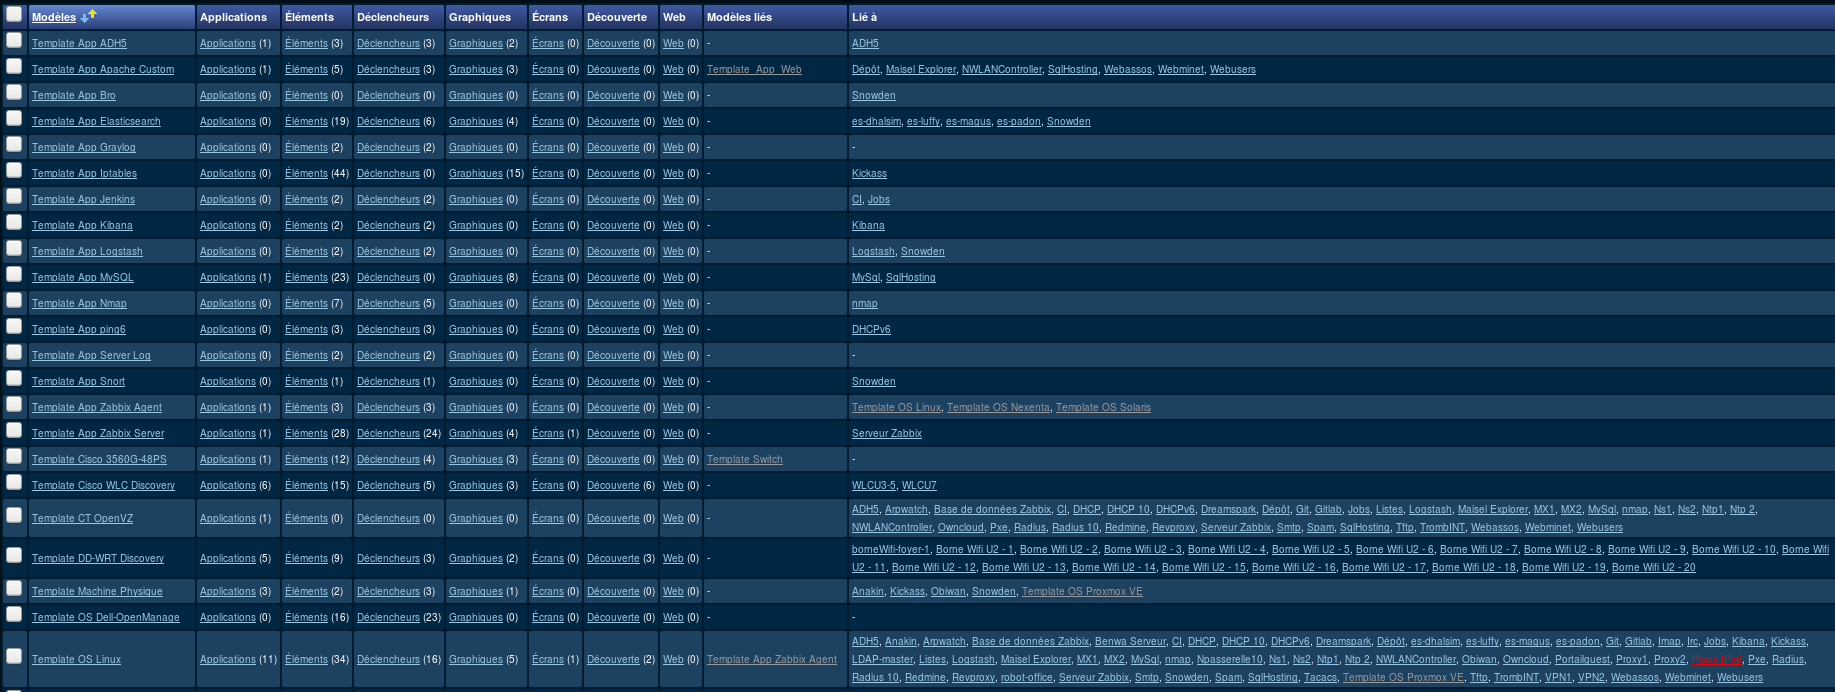 Modèles Applications Éléments Déclencheurs Graphiques Écrans Découverte Web Modèles liés Lié à
Template App ADH5 Applications (1) Éléments (3) Déclencheurs (3) Graphiques (2) Écrans (0) Découverte (0) Web (0) - ADH5
Template App Apache Custom Applications (1) Éléments (5) Déclencheurs (3) Graphiques (3) Écrans (0) Découverte (0) Web (0) Template_App_Web Dépôt, Maisel Explorer, NWLANController, SqlHosting, Webassos, Webminet, Webusers
Template App Bro Applications (0) Éléments (0) Déclencheurs (0) Graphiques (0) Écrans (0) Découverte (0) Web (0) - Snowden
Template App Elasticsearch Applications (0) Éléments (19) Déclencheurs (6) Graphiques (4) Écrans (0) Découverte (0) Web (0) - es-dhalsim, es-luffy, es-magus, es-padon, Snowden
Template App Graylog Applications (0) Éléments (2) Déclencheurs (2) Graphiques (0) Écrans (0) Découverte (0) Web (0) - -
Template App Iptables Applications (0) Éléments (44) Déclencheurs (0) Graphiques (15) Écrans (0) Découverte (0) Web (0) - Kickass
Template App Jenkins Applications (0) Éléments (2) Déclencheurs (2) Graphiques (0) Écrans (0) Découverte (0) Web (0) - CI, Jobs
Template App Kibana Applications (0) Éléments (2) Déclencheurs (2) Graphiques (0) Écrans (0) Découverte (0) Web (0) - Kibana
Template App Logstash Applications (0) Éléments (2) Déclencheurs (2) Graphiques (0) Écrans (0) Découverte (0) Web (0) - Logstash, Snowden
Template App MySQL Applications (1) Éléments (23) Déclencheurs (0) Graphiques (8) Écrans (0) Découverte (0) Web (0) - MySql, SqlHosting
Template App Nmap Applications (0) Éléments (7) Déclencheurs (5) Graphiques (0) Écrans (0) Découverte (0) Web (0) - nmap
Template App ping6 Applications (0) Éléments (3) Déclencheurs (3) Graphiques (0) Écrans (0) Découverte (0) Web (0) - DHCPv6
Template App Server Log Applications (0) Éléments (2) Déclencheurs (2) Graphiques (0) Écrans (0) Découverte (0) Web (0) - -
Template App Snort Applications (0) Éléments (1) Déclencheurs (1) Graphiques (0) Écrans (0) Découverte (0) Web (0) - Snowden
Template App Zabbix Agent Applications (1) Éléments (3) Déclencheurs (3) Graphiques (0) Écrans (0) Découverte (0) Web (0) - Template OS Linux, Template OS Nexenta, Template OS Solaris
Template App Zabbix Server Applications (1) Éléments (28) Déclencheurs (24) Graphiques (4) Écrans (1) Découverte (0) Web (0) - Serveur Zabbix
Template Cisco 3560G-48PS Applications (1) Éléments (12) Déclencheurs (4) Graphiques (3) Écrans (0) Découverte (0) Web (0) Template Switch -
Template Cisco WLC Discovery Applications (6) Éléments (15) Déclencheurs (5) Graphiques (3) Écrans (0) Découverte (6) Web (0) - WLCU3-5, WLCU7
Template CT OpenVZ Applications (1) Éléments (0) Déclencheurs (0) Graphiques (0) Écrans (0) Découverte (0) Web (0) - ADH5, Arpwatch, Base de données Zabbix, CI, DHCP, DHCP 10, DHCPv6, Dreamspark, Dépôt, Git, Gitlab, Jobs, Listes, Logstash, Maisel Explorer, MX1, MX2, MySql, nmap, Ns1, Ns2, Ntp1, Ntp 2,
NWLANController, Owncloud, Pxe, Radius, Radius 10, Redmine, Revproxy, Serveur Zabbix, Smtp, Spam, SqlHosting, Tftp, TrombINT, Webassos, Webminet, Webusers
Template DD-WRT Discovery Applications (5) Éléments (9) Déclencheurs (3) Graphiques (2) Écrans (0) Découverte (3) Web (0) - borneWifi-foyer-1, Borne Wifi U2 - 1, Borne Wifi U2 - 2, Borne Wifi U2 - 3, Borne Wifi U2 - 4, Borne Wifi U2 - 5, Borne Wifi U2 - 6, Borne Wifi U2 - 7, Borne Wifi U2 - 8, Borne Wifi U2 - 9, Borne Wifi U2 - 10, Borne Wifi
U2 - 11, Borne Wifi U2 - 12, Borne Wifi U2 - 13, Borne Wifi U2 - 14, Borne Wifi U2 - 15, Borne Wifi U2 - 16, Borne Wifi U2 - 17, Borne Wifi U2 - 18, Borne Wifi U2 - 19, Borne Wifi U2 - 20
Template Machine Physique Applications (3) Éléments (2) Déclencheurs (3) Graphiques (1) Écrans (0) Découverte (0) Web (0) - Anakin, Kickass, Obiwan, Snowden, Template OS Proxmox VE
Template OS Dell-OpenManage Applications (0) Éléments (16) Déclencheurs (23) Graphiques (0) Écrans (0) Découverte (0) Web (0) - -
Template OS Linux Applications (11) Éléments (34) Déclencheurs (16) Graphiques (5) Écrans (1) Découverte (2) Web (0) Template App Zabbix Agent ADH5, Anakin, Arpwatch, Base de données Zabbix, Benwa Serveur, CI, DHCP, DHCP 10, DHCPv6, Dreamspark, Dépôt, es-dhalsim, es-luffy, es-magus, es-padon, Git, Gitlab, Imap, Irc, Jobs, Kibana, Kickass,
LDAP-master, Listes, Logstash, Maisel Explorer, MX1, MX2, MySql, nmap, Npasserelle10, Ns1, Ns2, Ntp1, Ntp 2, NWLANController, Obiwan, Owncloud, Portailguest, Proxy1, Proxy2, Pxe, Radius,
Radius 10, Redmine, Revproxy, robot-office, Serveur Zabbix, Smtp, Snowden, Spam, SqlHosting, Tacacs, Template OS Proxmox VE, Tftp, TrombINT, VPN1, VPN2, Webassos, Webminet, Webusers